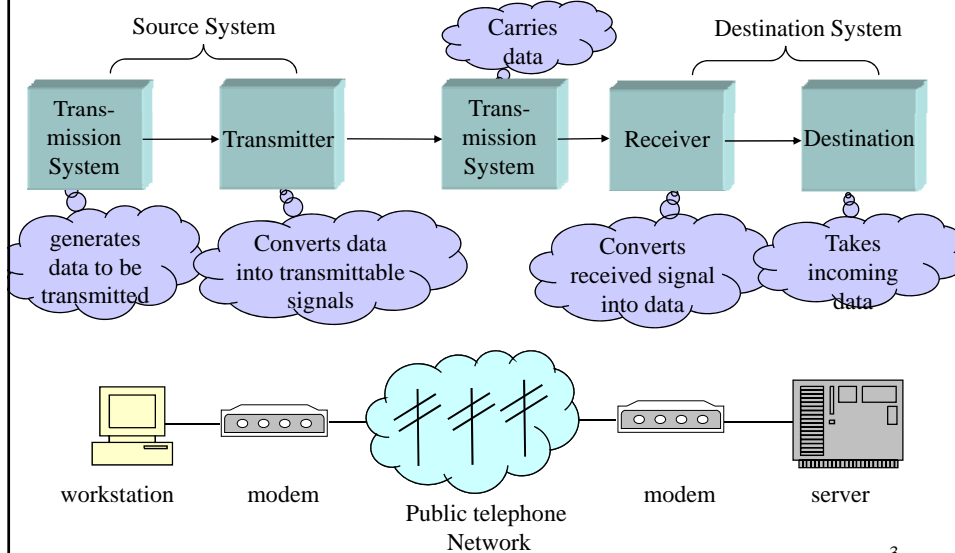 Source System
Carries
data
Destination System
Trans-
mission
System
Transmitter
Trans-
mission
System
Receiver
Destination
generates
data to be
transmitted
Converts data
into transmittable
signals
Converts
received signal
into data
Takes
incoming
data
workstation
modem
Public telephone
Network
modem
server
3